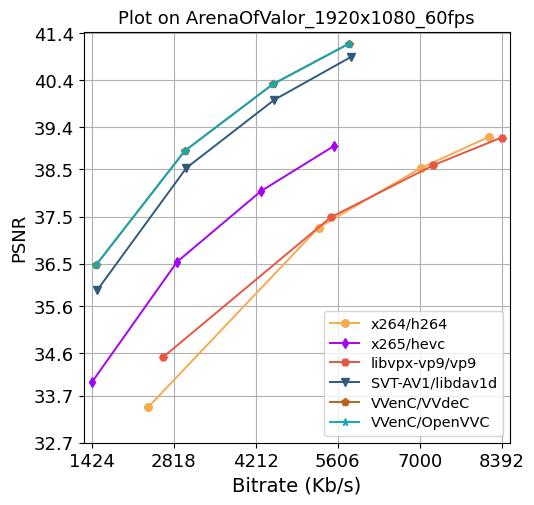 Plot on ArenaOfValor_1920x1080_60fps
41.4
40.4
39.4
38.5
37.5
36.5
35.6
34.6
33.7
32.7
PSNR
x264/h264
x265/hevc
libvpx-vp9/vp9
SVT-AV1/libdav1d
VVenC/VVdeC
VVenC/OpenVVC
1424 2818 4212 5606 7000 8392
Bitrate (Kb/s)